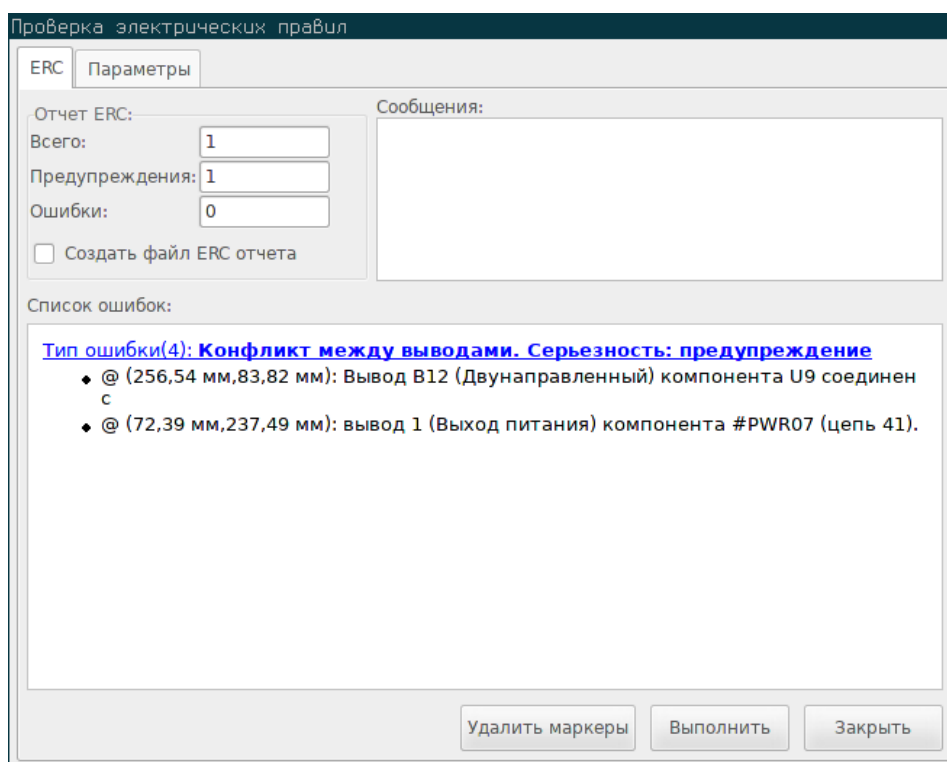 Проверка электрических правил
ERC
Параметры
Отчет ERC:
Всего:
1
Предупреждения:
1
Ошибки:
0
Создать файл ERC отчета
Сообщения:
Список ошибок:
Тип ошибки(4): Конфликт между выводами. Серьезность: предупреждение
@ (256,54 мм,83,82 мм): Вывод B12 (Двунаправленный) компонента U9 соединен
с
@ (72,39 мм,237,49 мм): вывод 1 (Выход питания) компонента #PWR07 (цепь 41).
Удалить маркеры
Выполнить
Закрыть